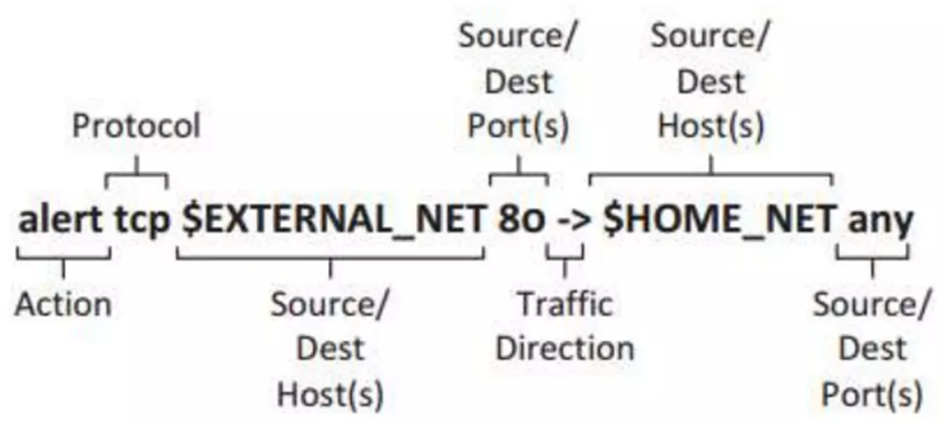 Source/
Dest
Port(s)
Source/
Dest
Host(s)
Protocol
alert tcp $EXTERNAL_NET 80 -> $HOME_NET any
Action
Source/
Dest
Host(s)
Traffic
Direction
Source/
Dest
Port(s)